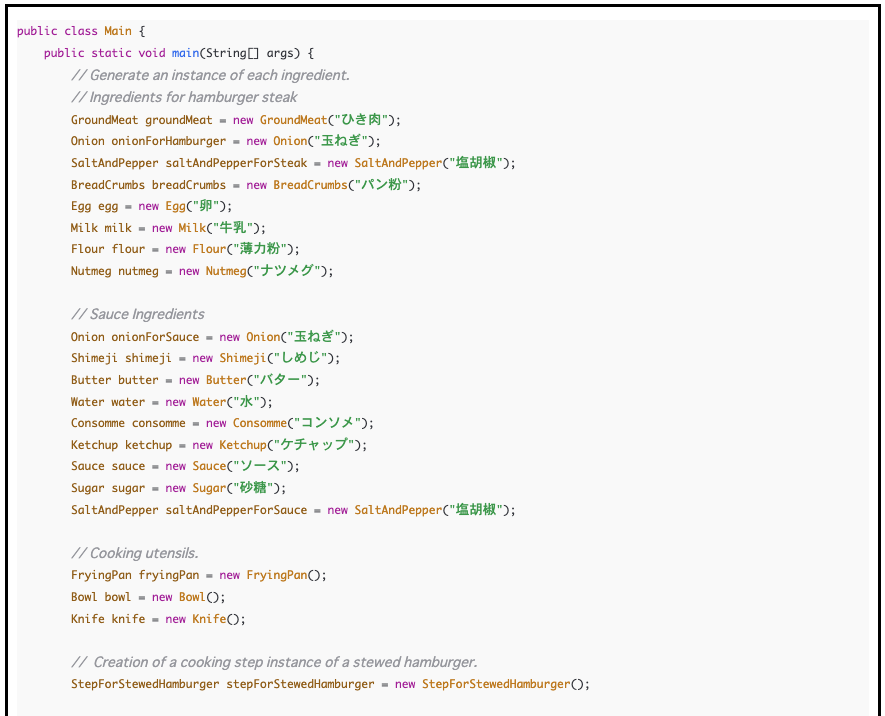 public class Main {
public static void main(String[] args) {
// Generate an instance of each ingredient.
// Ingredients for hamburger steak
GroundMeat groundMeat = new GroundMeat("ひき肉");
Onion onionForHamburger = new Onion("玉ねぎ");
SaltAndPepper saltAndPepperForSteak = new SaltAndPepper("塩胡椒");
BreadCrumbs breadCrumbs = new BreadCrumbs("パン粉");
Egg egg = new Egg("卵");
Milk milk = new Milk("牛乳");
Flour flour = new Flour("薄力粉");
Nutmeg nutmeg = new Nutmeg("ナツメグ");
// Sauce Ingredients
Onion onionForSauce = new Onion("玉ねぎ");
Shimeji shimeji = new Shimeji("しめじ");
Butter butter = new Butter("バター");
Water water = new Water("水");
Consomme consomme = new Consomme("コンソメ");
Ketchup ketchup = new Ketchup("ケチャップ");
Sauce sauce = new Sauce("ソース");
Sugar sugar = new Sugar("砂糖");
SaltAndPepper saltAndPepperForSauce = new SaltAndPepper("塩胡椒");
// Cooking utensils.
FryingPan fryingPan = new FryingPan();
Bowl bowl = new Bowl();
Knife knife = new Knife();
// Creation of a cooking step instance of a stewed hamburger.
StepForStewedHamburger stepForStewedHamburger = new StepForStewedHamburger();